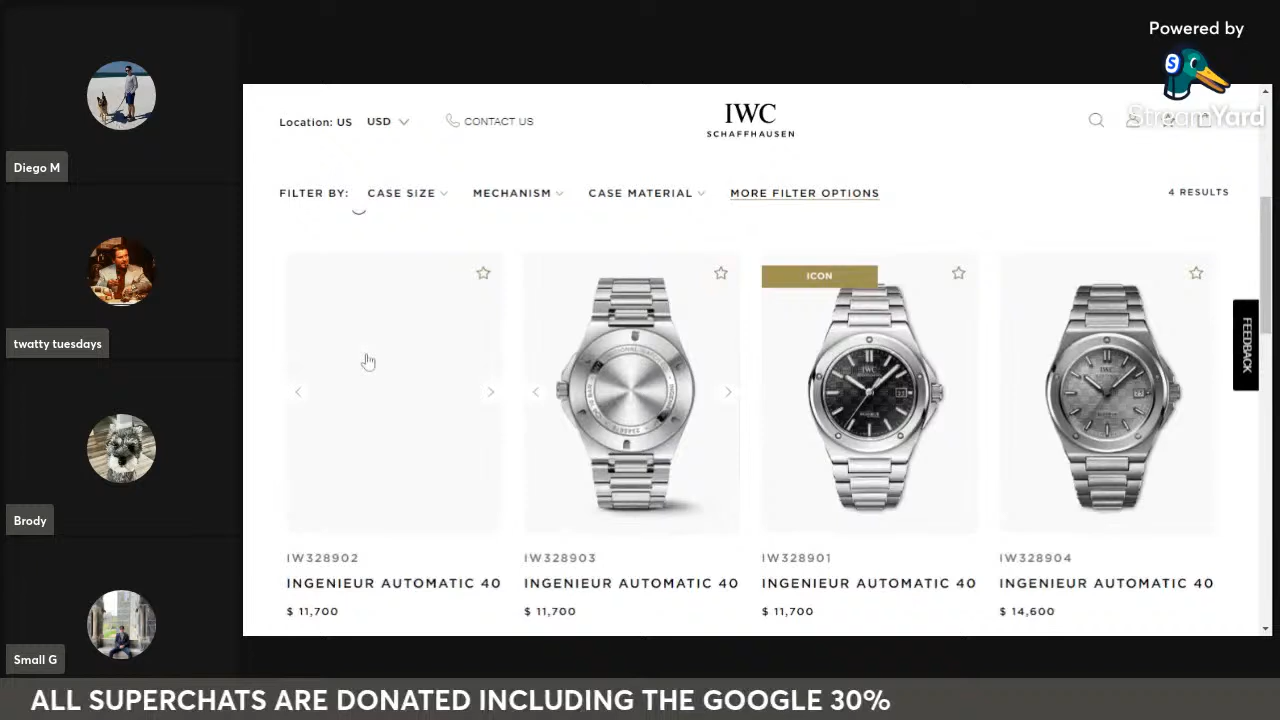 Powered by
StreamYard
Diego M
twatty tuesdays
Brody
Small G
Location: US USD CONTACT US
IWC
SCHAFFHAUSEN
FILTER BY: CASE SIZE MECHANISM CASE MATERIAL MORE FILTER OPTIONS
4 RESULTS
ICON
FEEDBACK
IW328902
INGENIEUR AUTOMATIC 40
$ 11,700
IW328903
INGENIEUR AUTOMATIC 40
$ 11,700
IW328901
INGENIEUR AUTOMATIC 40
$ 11,700
IW328904
INGENIEUR AUTOMATIC 40
$ 14,600
ALL SUPERCHATS ARE DONATED INCLUDING THE GOOGLE 30%